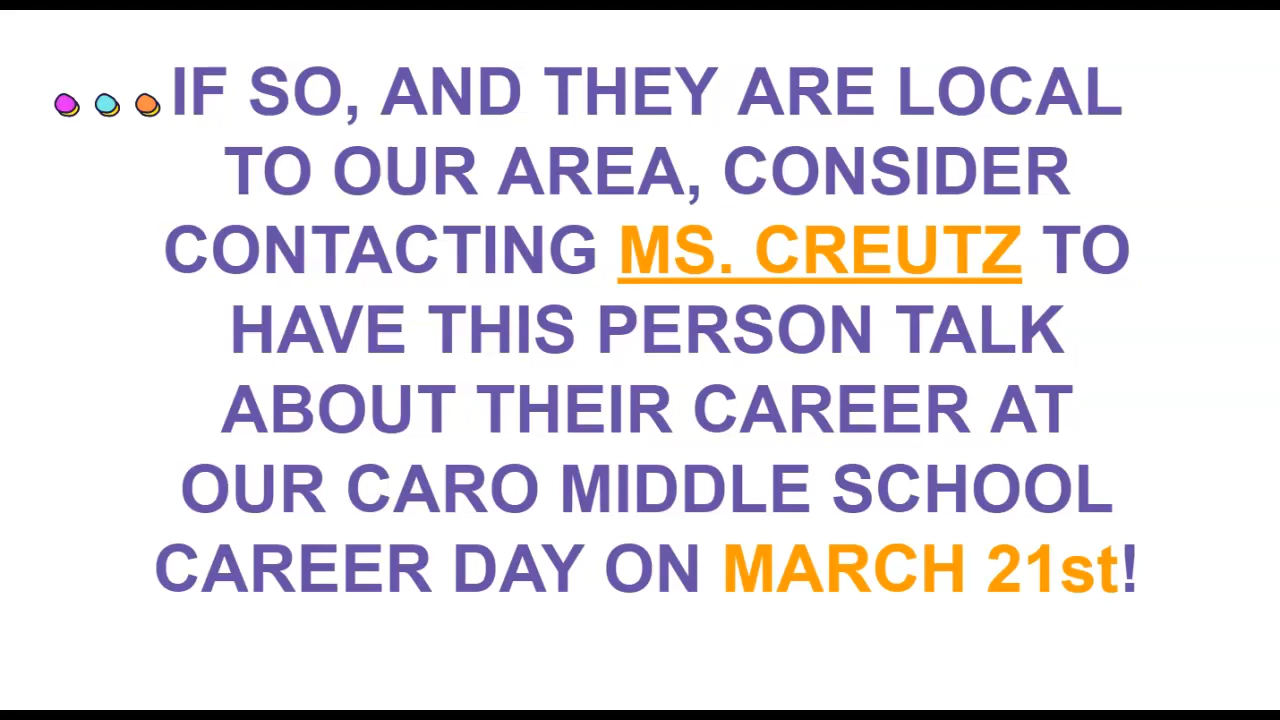 IF SO, AND THEY ARE LOCAL
TO OUR AREA, CONSIDER
CONTACTING MS. CREUTZ TO
HAVE THIS PERSON TALK
ABOUT THEIR CAREER AT
OUR CARO MIDDLE SCHOOL
CAREER DAY ON MARCH 21st!